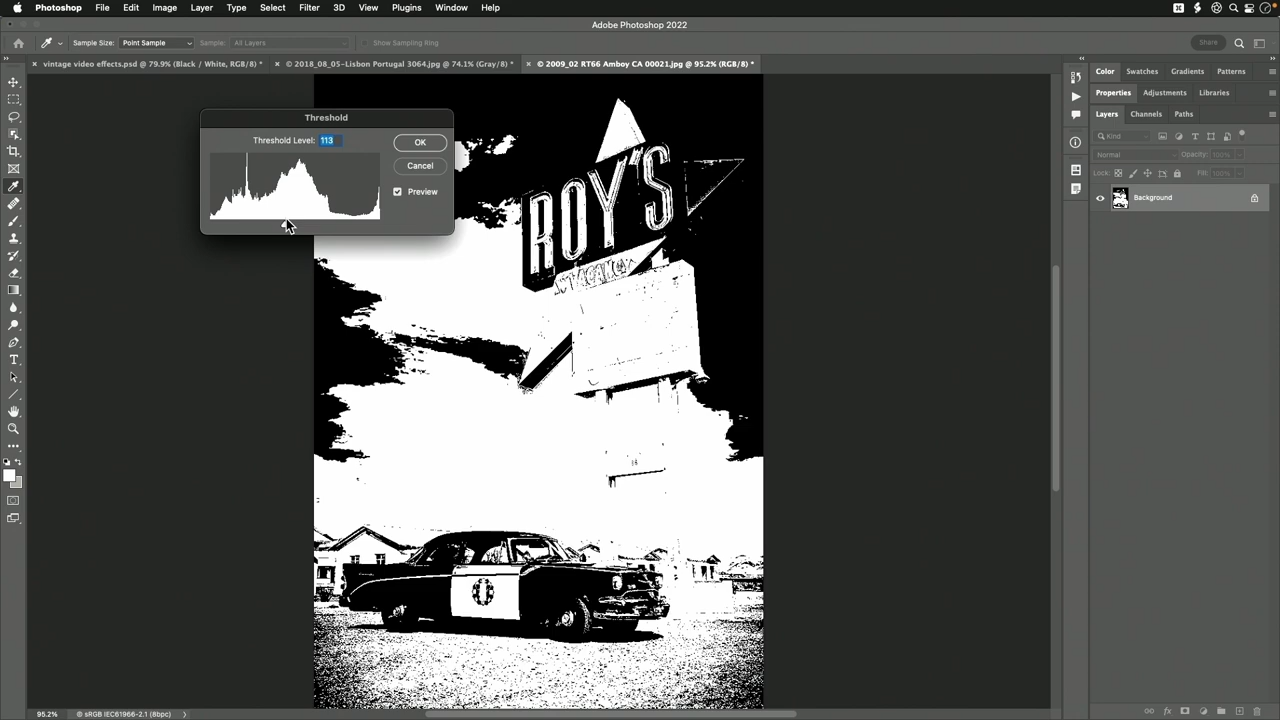 Photoshop File Edit Image Layer Type Select Filter 3D View Plugins Window Help
Adobe Photoshop 2022
Sample Size: Point Sample Sample: All Layers Show Sampling Ring Share
vintage video effects.psd @ 79.9% (Black / White, RGB/8) *
© 2018_08_05-Lisbon Portugal 3064.jpg @ 74.1% (Gray/8) *
© 2009_02 RT66 Amboy CA 00021.jpg @ 95.2% (RGB/8) *
Color Swatches Gradients Patterns
Properties Adjustments Libraries
Layers Channels Paths
Kind
Normal Opacity: 100%
Lock: Fill: 100%
Background
Threshold
Threshold Level: 113
OK
Cancel
Preview
ROY'S
VACANCY
95.2% © sRGB IEC61966-2.1 (8bpc)